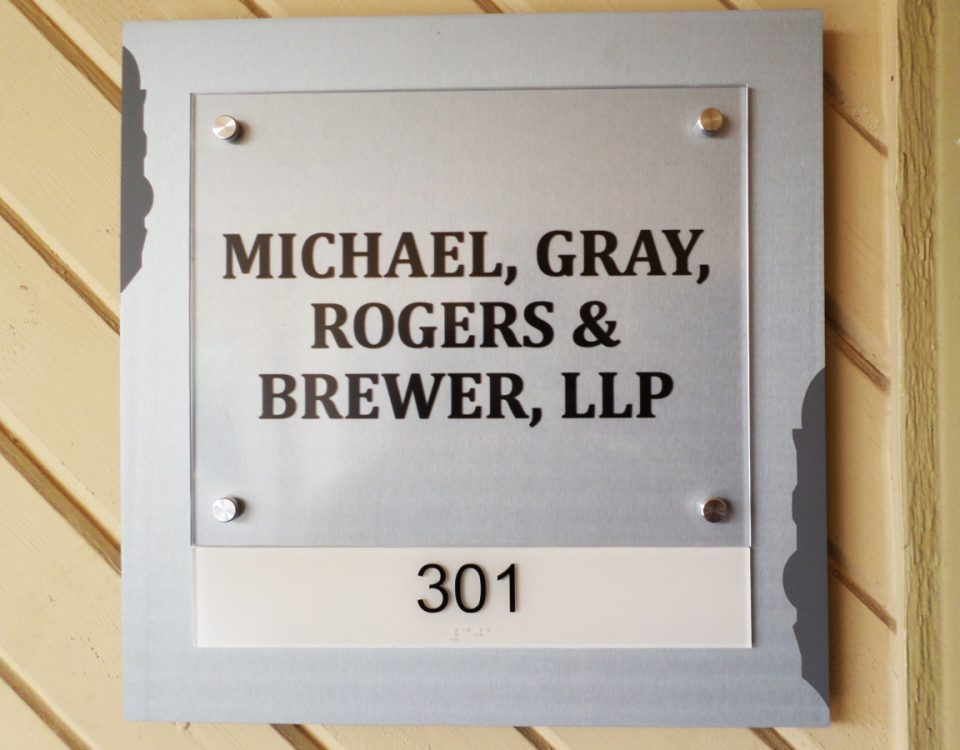 MICHAEL, GRAY,
ROGERS &
BREWER, LLP
301